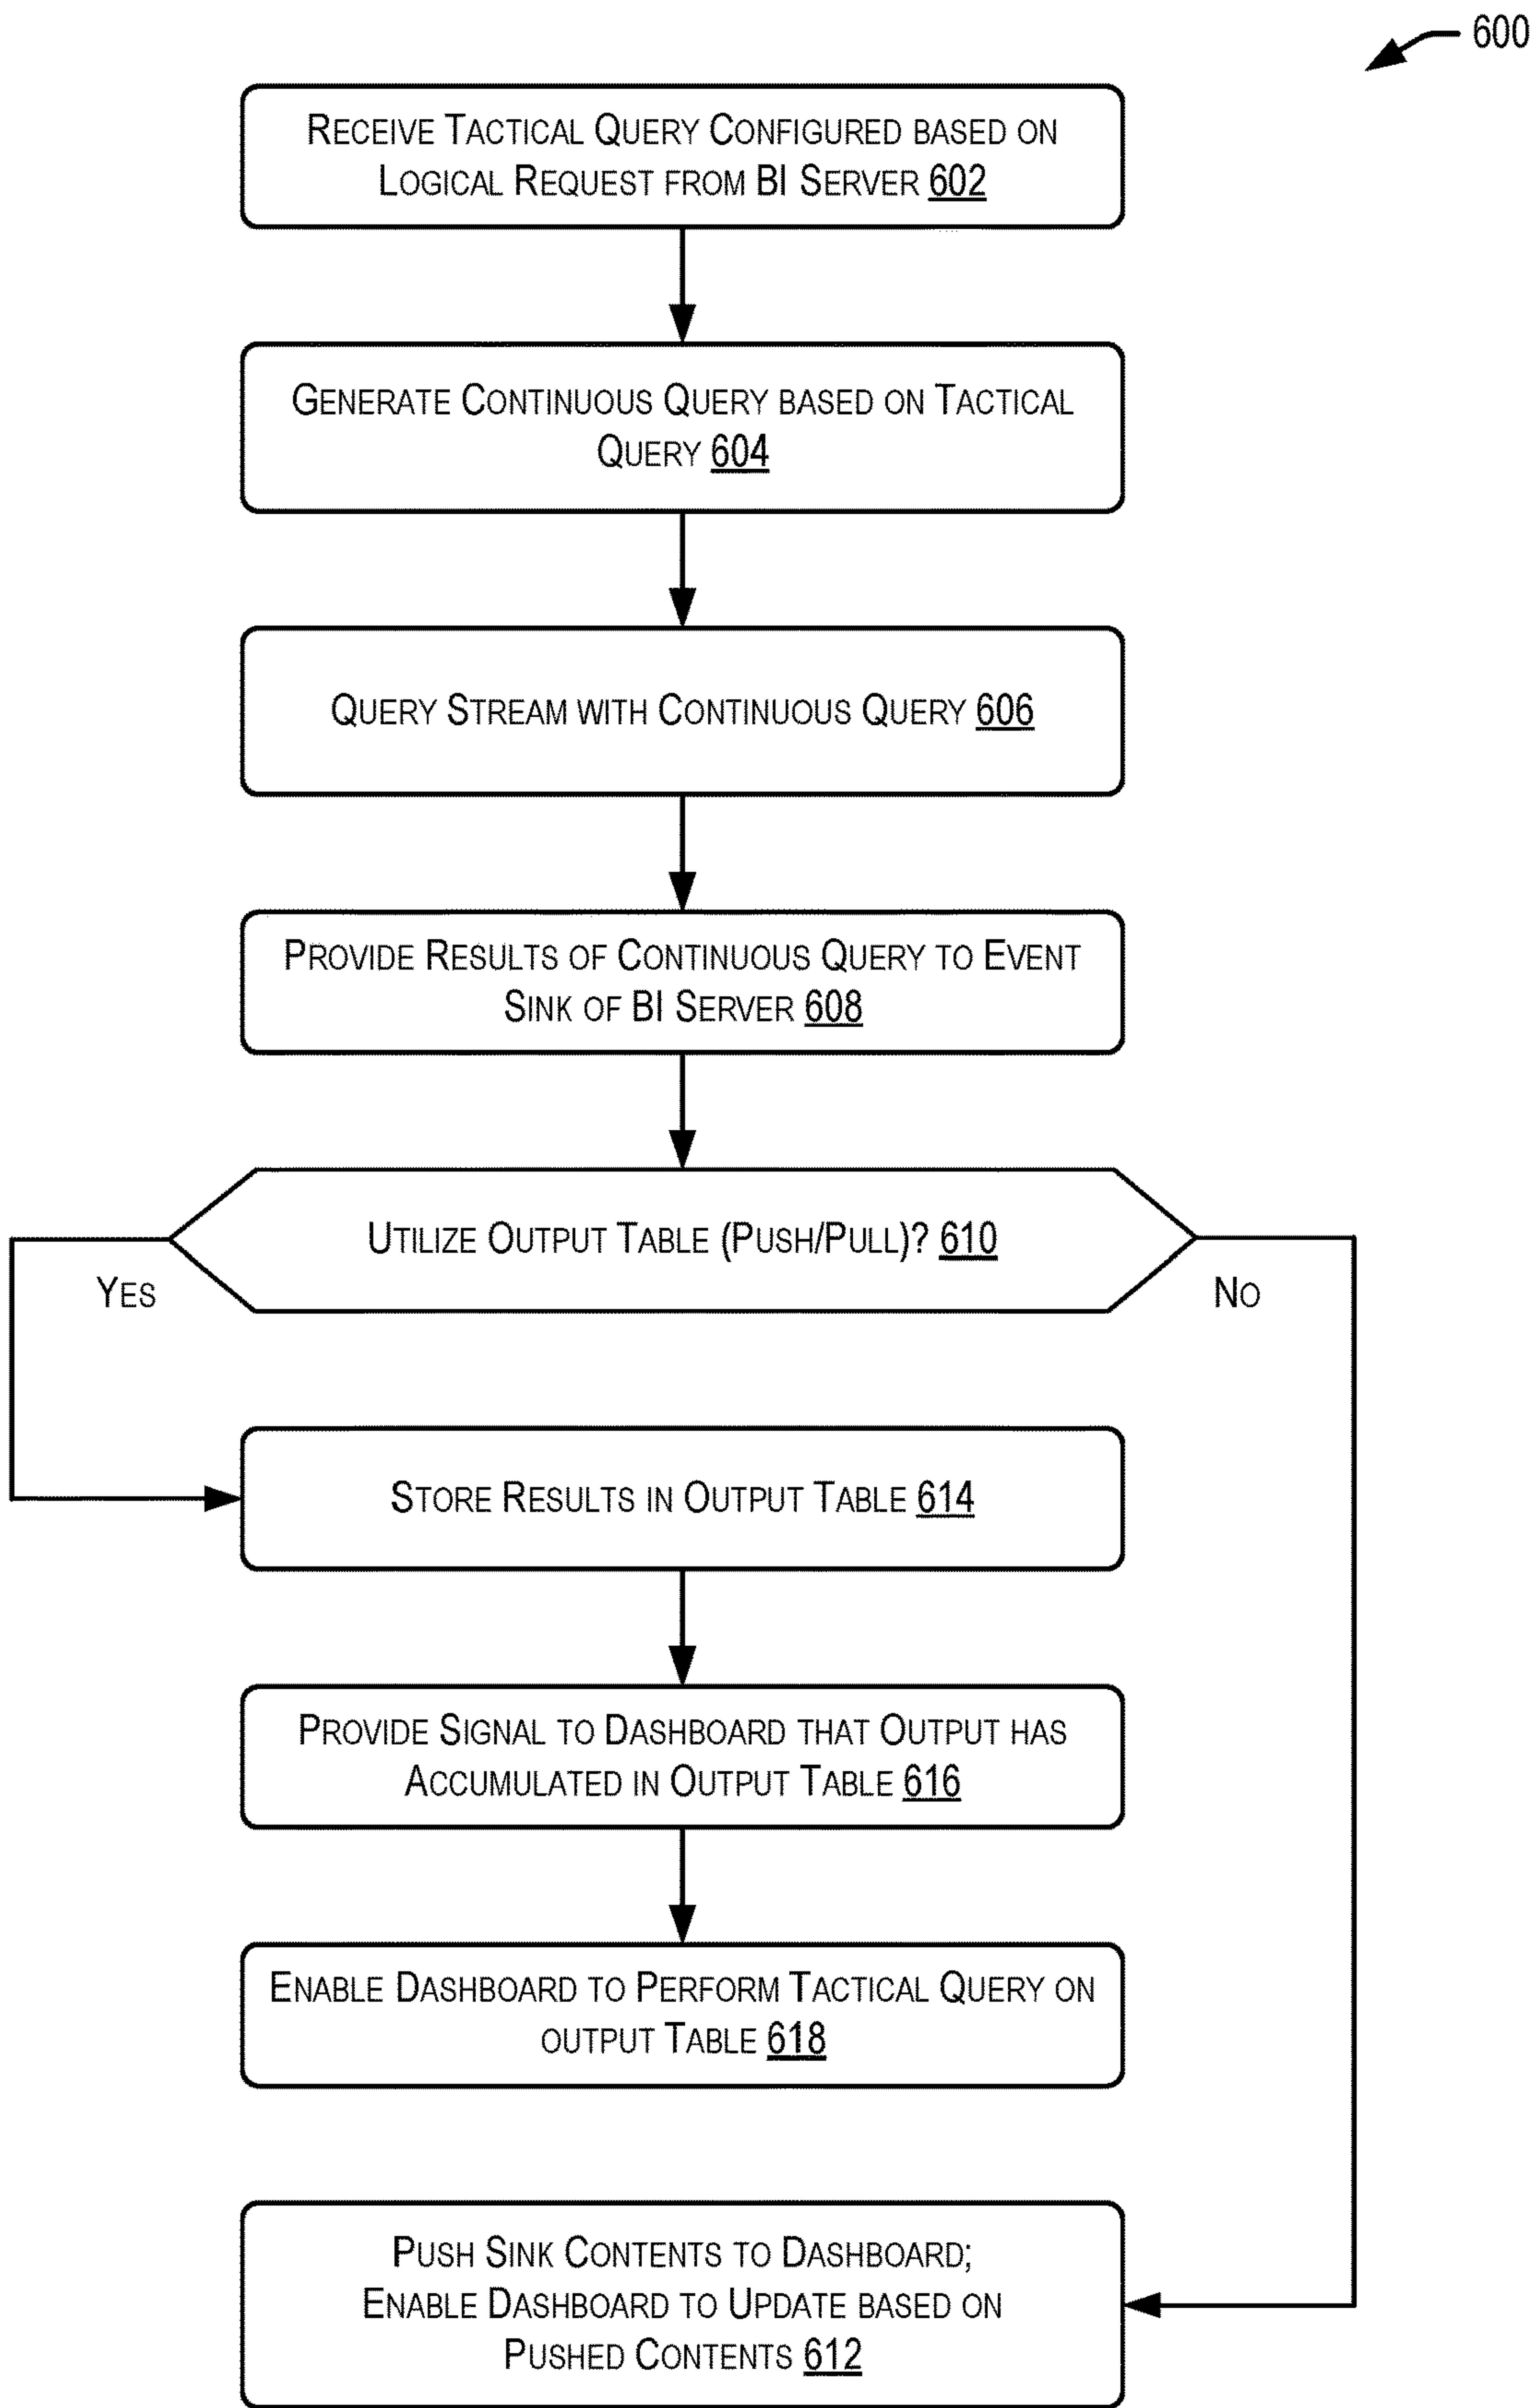 600
Receive Tactical Query Configured based on
Logical Request from BI Server 602
Generate Continuous Query based on Tactical
Query 604
Query Stream with Continuous Query 606
Provide Results of Continuous Query to Event
Sink of BI Server 608
Utilize Output Table (Push/Pull)? 610
Yes
No
Store Results in Output Table 614
Provide Signal to Dashboard that Output has
Accumulated in Output Table 616
Enable Dashboard to Perform Tactical Query on
output Table 618
Push Sink Contents to Dashboard;
Enable Dashboard to Update based on
Pushed Contents 612